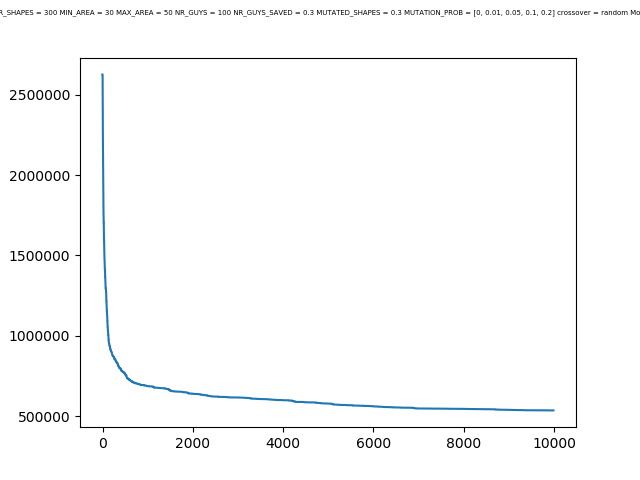 R_SHAPES = 300 MIN_AREA = 30 MAX_AREA = 50 NR_GUYS = 100 NR_GUYS_SAVED = 0.3 MUTATED_SHAPES = 0.3 MUTATION_PROB = [0, 0.01, 0.05, 0.1, 0.2] crossover = random Mo
2500000
2000000
1500000
1000000
500000
0 2000 4000 6000 8000 10000